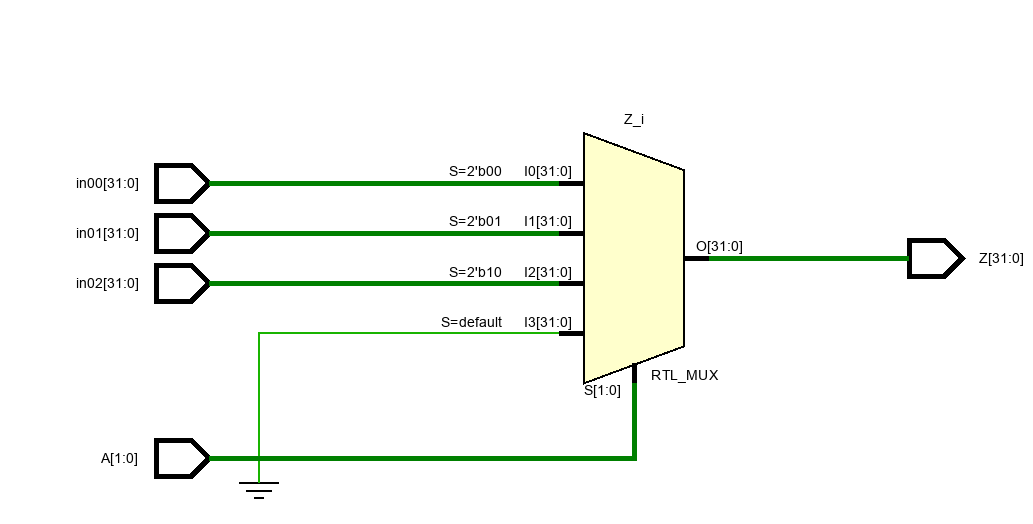 Z_i
in00[31:0]
S=2'b00
I0[31:0]
in01[31:0]
S=2'b01
I1[31:0]
O[31:0]
Z[31:0]
in02[31:0]
S=2'b10
I2[31:0]
S=default
I3[31:0]
RTL_MUX
S[1:0]
A[1:0]